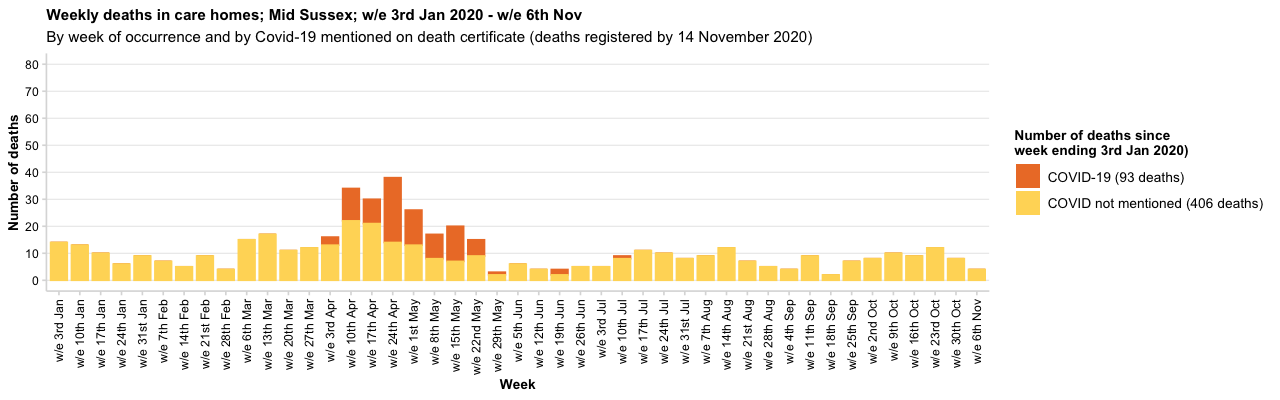 Weekly deaths in care homes; Mid Sussex; w/e 3rd Jan 2020 - w/e 6th Nov
By week of occurrence and by Covid-19 mentioned on death certificate (deaths registered by 14 November 2020)
Number of deaths
80
70
60
50
40
30
20
10
0
w/e 3rd Jan
w/e 10th Jan
w/e 17th Jan
w/e 24th Jan
w/e 31st Jan
w/e 7th Feb
w/e 14th Feb
w/e 21st Feb
w/e 28th Feb
w/e 6th Mar
w/e 13th Mar
w/e 20th Mar
w/e 27th Mar
w/e 3rd Apr
w/e 10th Apr
w/e 17th Apr
w/e 24th Apr
w/e 1st May
w/e 8th May
w/e 15th May
w/e 22nd May
w/e 29th May
w/e 5th Jun
w/e 12th Jun
w/e 19th Jun
w/e 26th Jun
w/e 3rd Jul
w/e 10th Jul
w/e 17th Jul
w/e 24th Jul
w/e 31st Jul
w/e 7th Aug
w/e 14th Aug
w/e 21st Aug
w/e 28th Aug
w/e 4th Sep
w/e 11th Sep
w/e 18th Sep
w/e 25th Sep
w/e 2nd Oct
w/e 9th Oct
w/e 16th Oct
w/e 23rd Oct
w/e 30th Oct
w/e 6th Nov
Week
Number of deaths since
week ending 3rd Jan 2020)
COVID-19 (93 deaths)
COVID not mentioned (406 deaths)